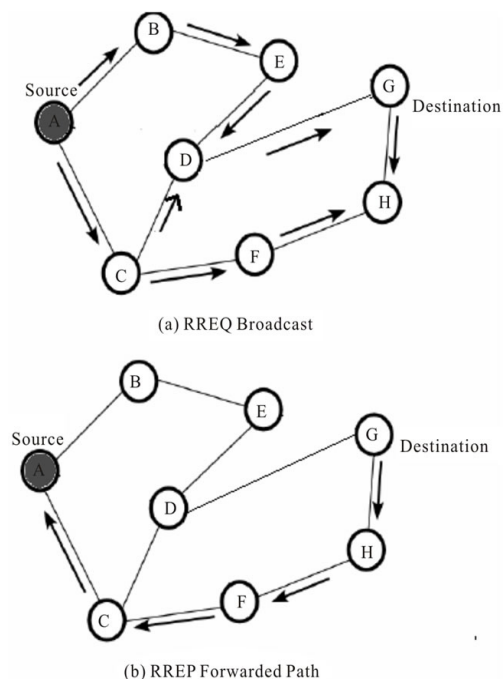 B
E
Source
G
A
Destination
D
H
F
C
(a) RREQ Broadcast
B
E
Source
G
Destination
A
D
H
F
C
(b) RREP Forwarded Path